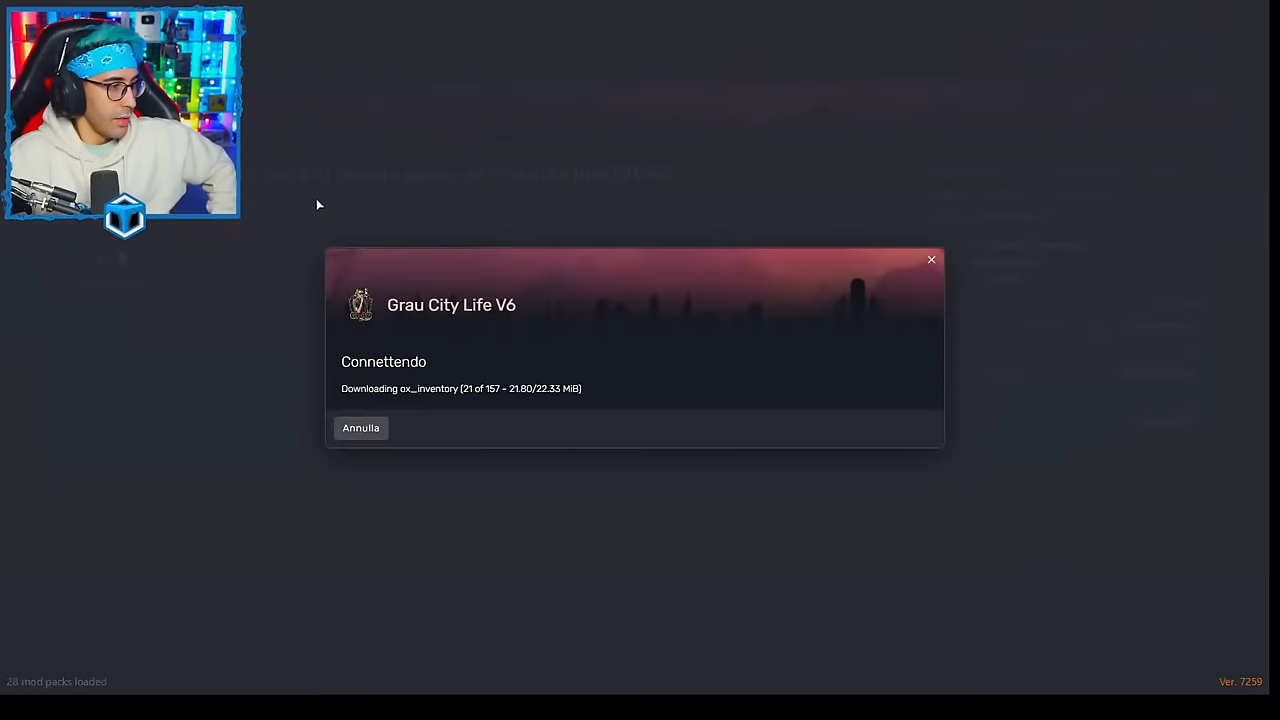 Grau City Life V6
Connettendo
Downloading ox_inventory (21 of 157 - 21.80/22.33 MiB)
Annulla
28 mod packs loaded
Ver. 7259